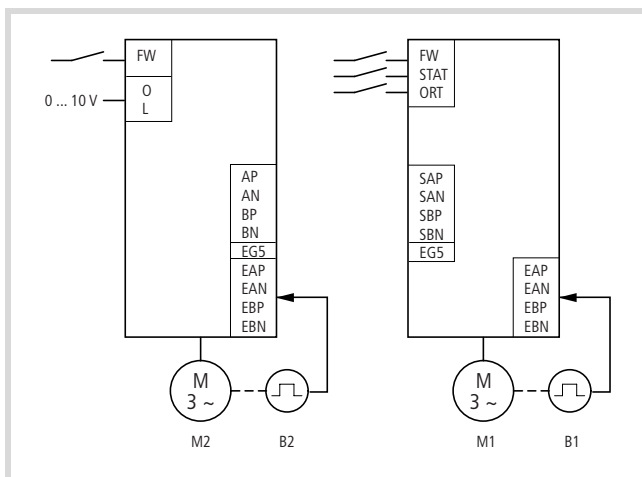 FW
O
L
0 ... 10 V
AP
AN
BP
BN
EG5
EAP
EAN
EBP
EBN
M
3 ~
M2
B2
FW
STAT
ORT
SAP
SAN
SBP
SBN
EG5
EAP
EAN
EBP
EBN
M
3 ~
M1
B1